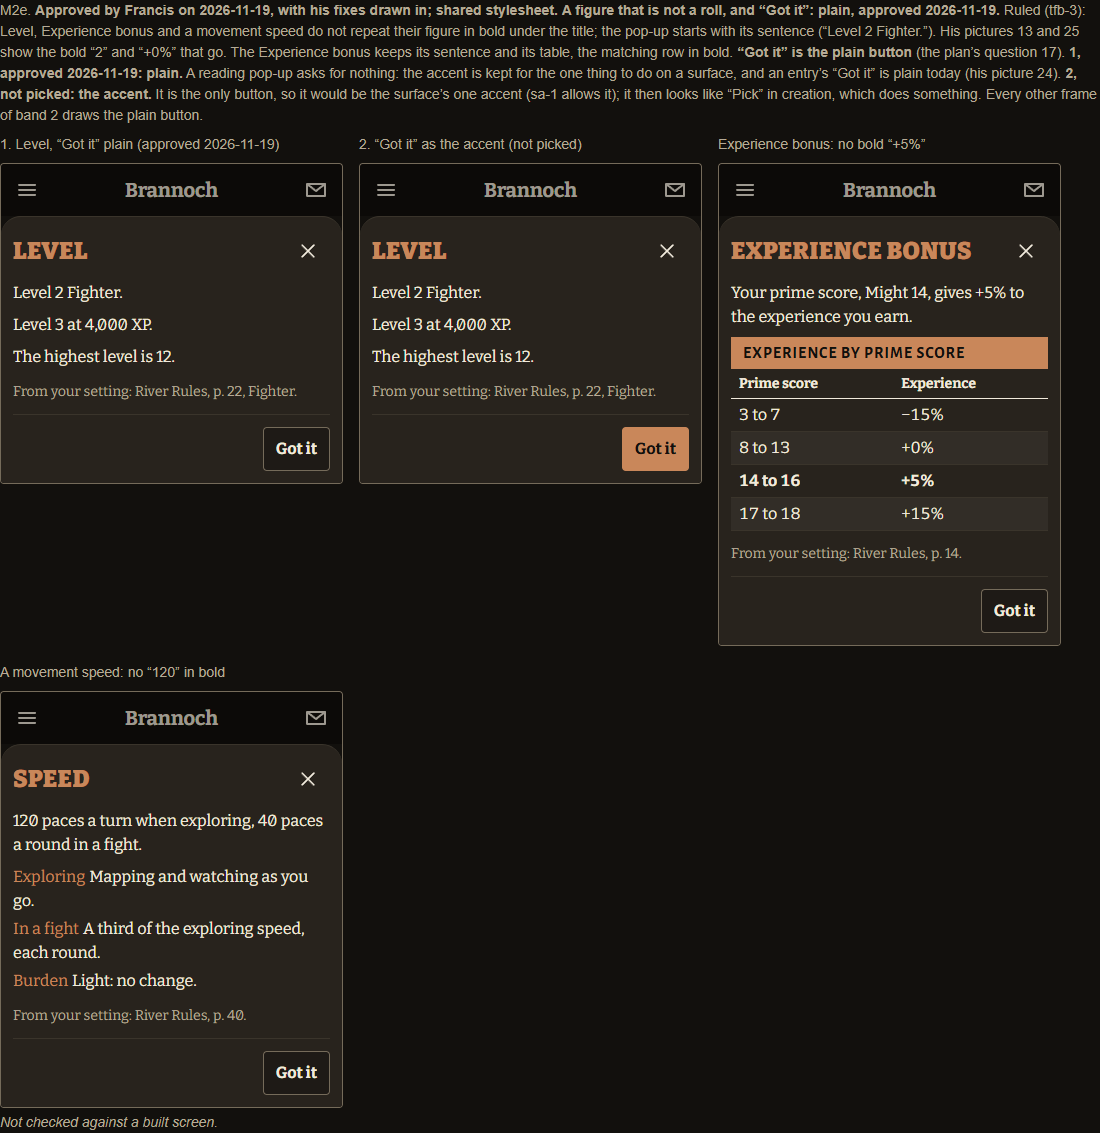 M2e. Approved by Francis on 2026-11-19, with his fixes drawn in; shared stylesheet. A figure that is not a roll, and “Got it”: plain, approved 2026-11-19. Ruled (tfb-3):
Level, Experience bonus and a movement speed do not repeat their figure in bold under the title; the pop-up starts with its sentence (“Level 2 Fighter.”). His pictures 13 and 25
show the bold “2” and “+0%” that go. The Experience bonus keeps its sentence and its table, the matching row in bold. “Got it” is the plain button (the plan’s question 17). 1,
approved 2026-11-19: plain. A reading pop-up asks for nothing: the accent is kept for the one thing to do on a surface, and an entry’s “Got it” is plain today (his picture 24). 2,
not picked: the accent. It is the only button, so it would be the surface’s one accent (sa-1 allows it); it then looks like “Pick” in creation, which does something. Every other frame
of band 2 draws the plain button.
1. Level, “Got it” plain (approved 2026-11-19)
Brannoch
LEVEL
Level 2 Fighter.
Level 3 at 4,000 XP.
The highest level is 12.
From your setting: River Rules, p. 22, Fighter.
Got it
2. “Got it” as the accent (not picked)
Brannoch
LEVEL
Level 2 Fighter.
Level 3 at 4,000 XP.
The highest level is 12.
From your setting: River Rules, p. 22, Fighter.
Got it
Experience bonus: no bold “+5%”
Brannoch
EXPERIENCE BONUS
Your prime score, Might 14, gives +5% to
the experience you earn.
EXPERIENCE BY PRIME SCORE
Prime score Experience
3 to 7 −15%
8 to 13 +0%
14 to 16 +5%
17 to 18 +15%
From your setting: River Rules, p. 14.
Got it
A movement speed: no “120” in bold
Brannoch
SPEED
120 paces a turn when exploring, 40 paces
a round in a fight.
Exploring Mapping and watching as you
go.
In a fight A third of the exploring speed,
each round.
Burden Light: no change.
From your setting: River Rules, p. 40.
Got it
Not checked against a built screen.